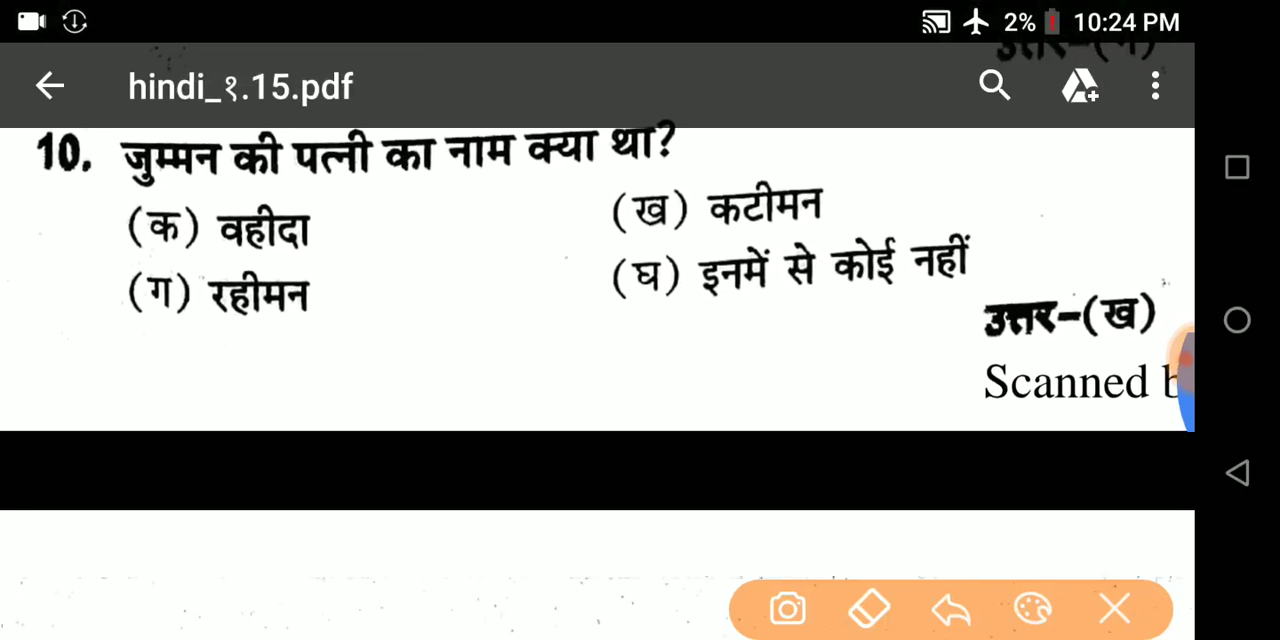 2% 10:24 PM
hindi_१.15.pdf
10. जुम्मन की पत्नी का नाम क्या था?
(क) वहीदा
(ख) कटीमन
(ग) रहीमन
(घ) इनमें से कोई नहीं
उत्तर-(ख)
Scanned